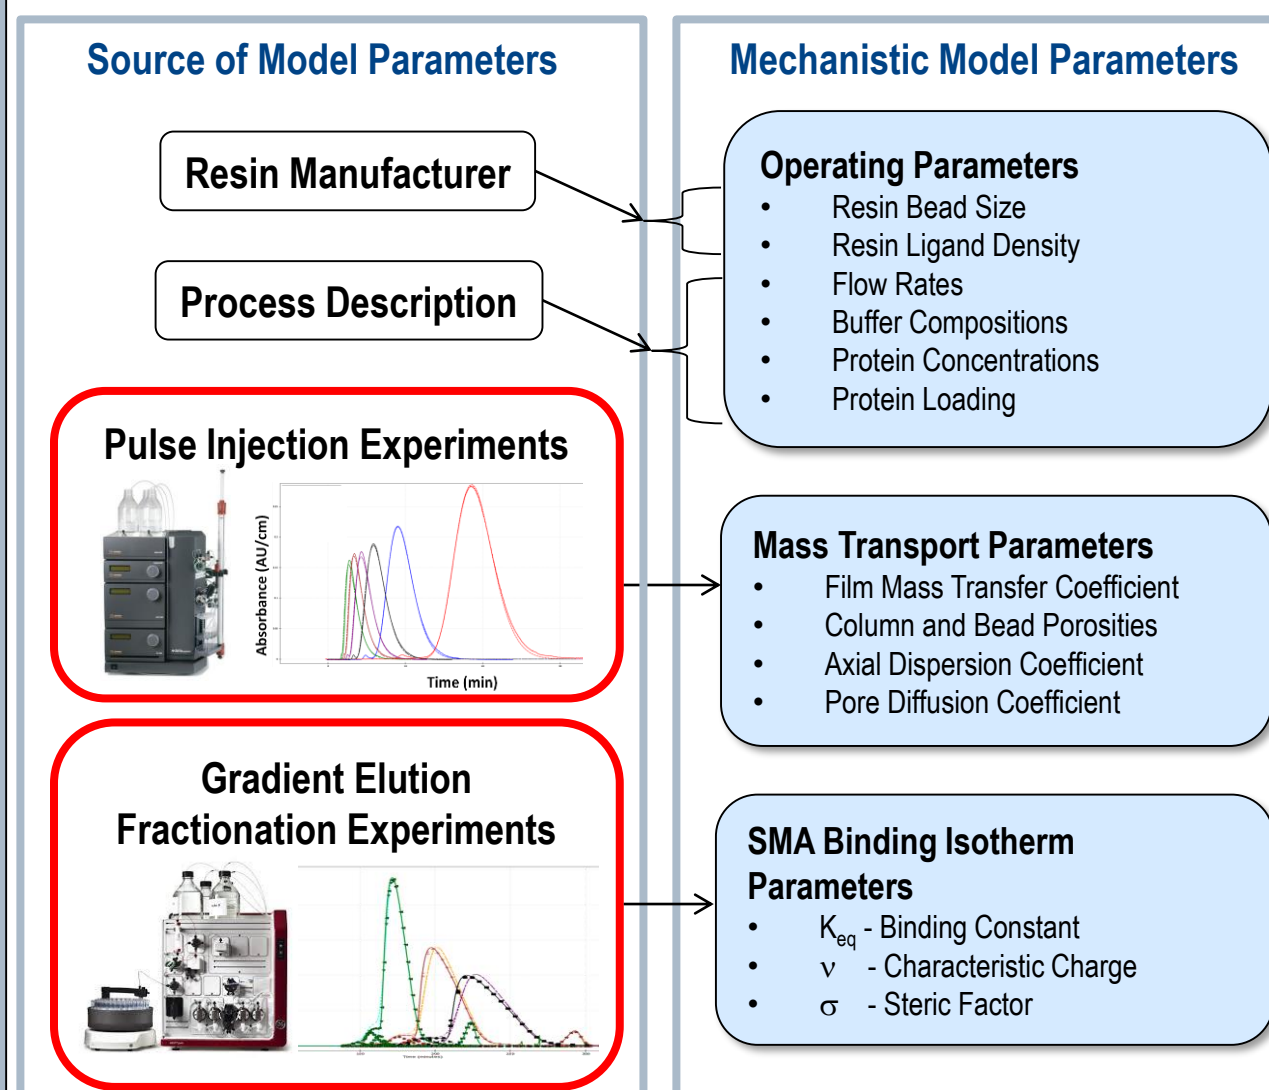 Source of Model Parameters
Resin Manufacturer
Process Description
Pulse Injection Experiments
Absorbance (AU/cm)
Time (min)
Gradient Elution
Fractionation Experiments
Mechanistic Model Parameters
Operating Parameters
• Resin Bead Size
• Resin Ligand Density
• Flow Rates
• Buffer Compositions
• Protein Concentrations
• Protein Loading
Mass Transport Parameters
• Film Mass Transfer Coefficient
• Column and Bead Porosities
• Axial Dispersion Coefficient
• Pore Diffusion Coefficient
SMA Binding Isotherm
Parameters
• Keq - Binding Constant
• ν - Characteristic Charge
• σ - Steric Factor